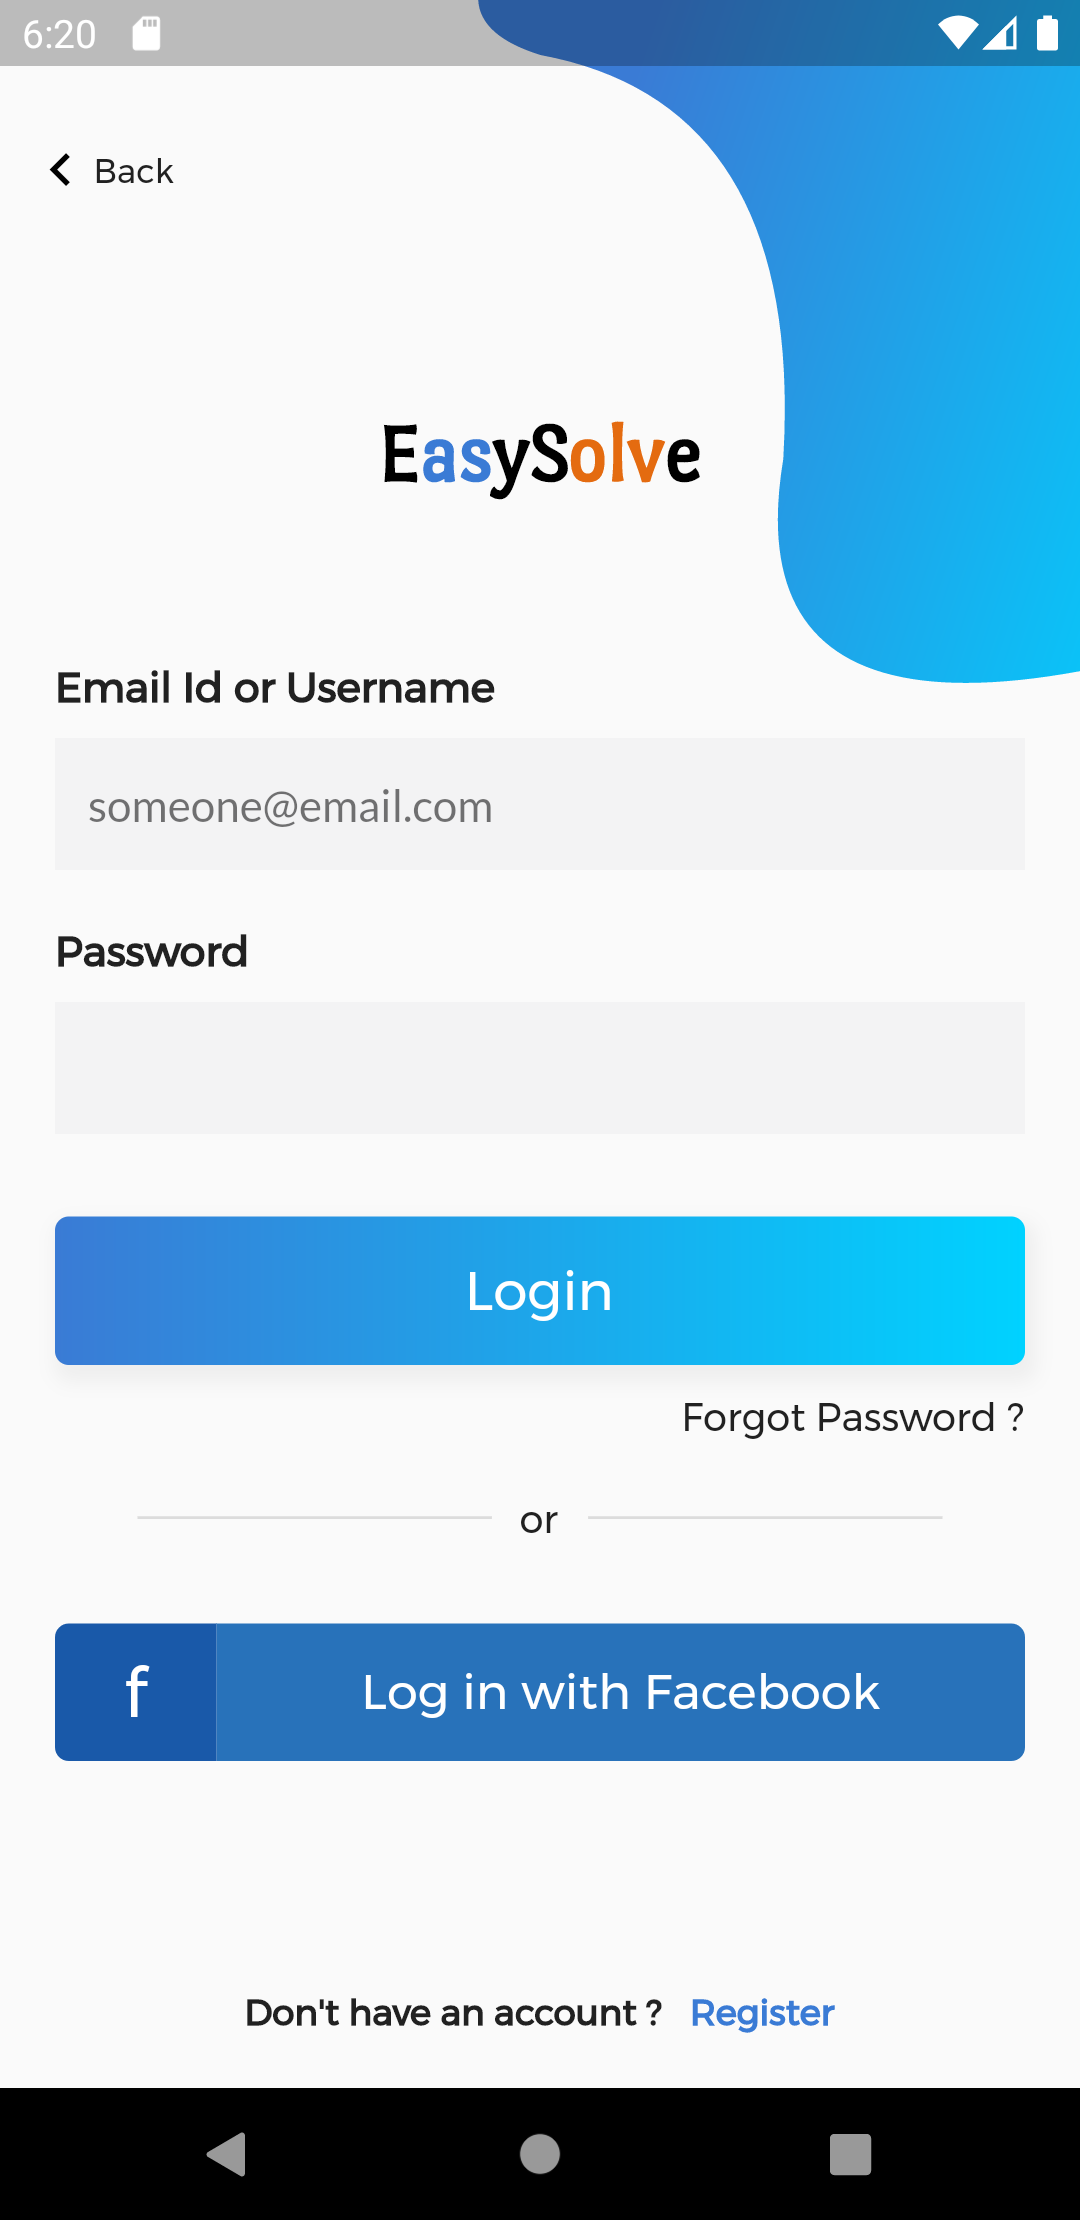 6:20
Back
EasySolve
Email Id or Username
someone@email.com
Password
Login
Forgot Password ?
or
f
Log in with Facebook
Don't have an account ? Register